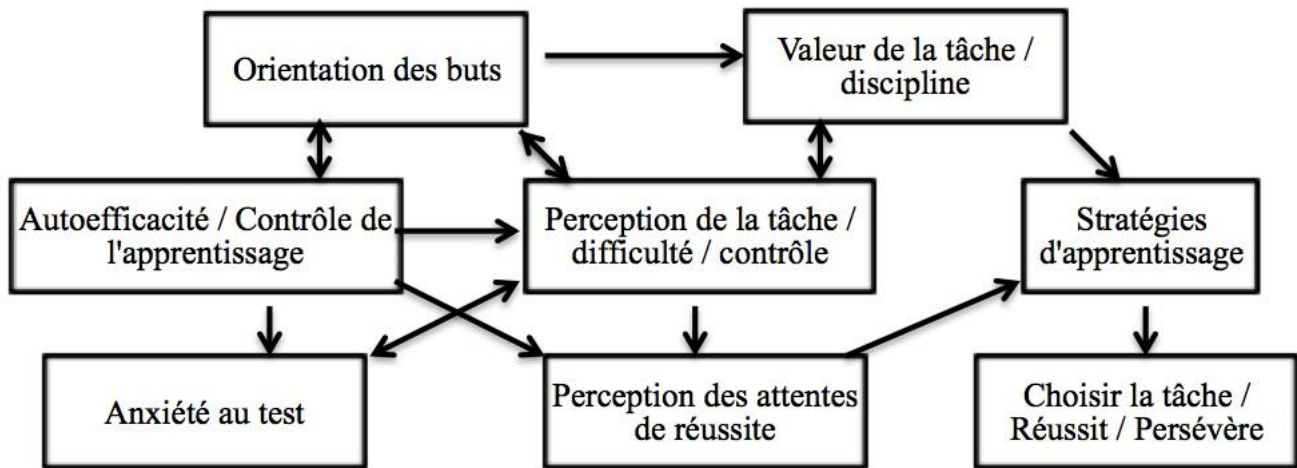 Orientation des buts
Valeur de la tâche /
discipline
Autoefficacité / Contrôle de
l'apprentissage
Perception de la tâche /
difficulté / contrôle
Stratégies
d'apprentissage
Anxiété au test
Perception des attentes
de réussite
Choisir la tâche /
Réussit / Persévère